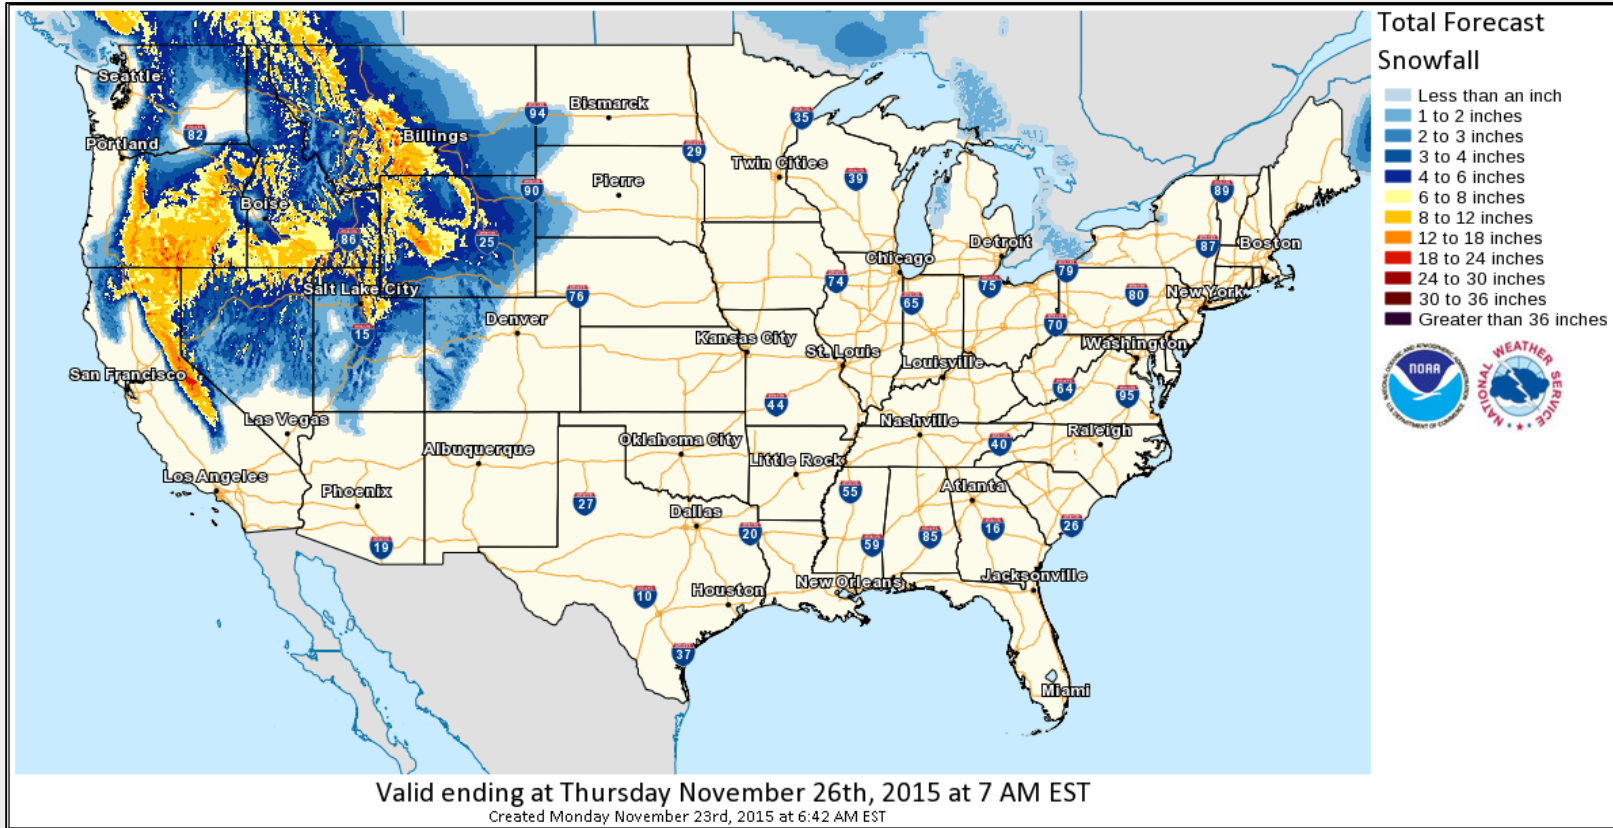 Total Forecast
Snowfall
Less than an inch
1 to 2 inches
2 to 3 inches
3 to 4 inches
4 to 6 inches
6 to 8 inches
8 to 12 inches
12 to 18 inches
18 to 24 inches
24 to 30 inches
30 to 36 inches
Greater than 36 inches
NOAA
NATIONAL OCEANIC AND ATMOSPHERIC ADMINISTRATION
U.S. DEPARTMENT OF COMMERCE
NATIONAL WEATHER SERVICE
Seattle
82
Portland
Boise
86
Billings
94
Bismarck
35
29
Twin Cities
90
Pierre
39
25
89
87
Boston
Detroit
Chicago
79
Salt Lake City
76
74
65
75
80
New York
15
Denver
70
Kansas City
St. Louis
Louisville
Washington
San Francisco
44
64
95
Las Vegas
Nashville
Raleigh
Albuquerque
Oklahoma City
40
Los Angeles
Little Rock
Phoenix
27
55
Atlanta
Dallas
20
16
26
19
59
85
10
Houston
New Orleans
Jacksonville
37
Miami
Valid ending at Thursday November 26th, 2015 at 7 AM EST
Created Monday November 23rd, 2015 at 6:42 AM EST